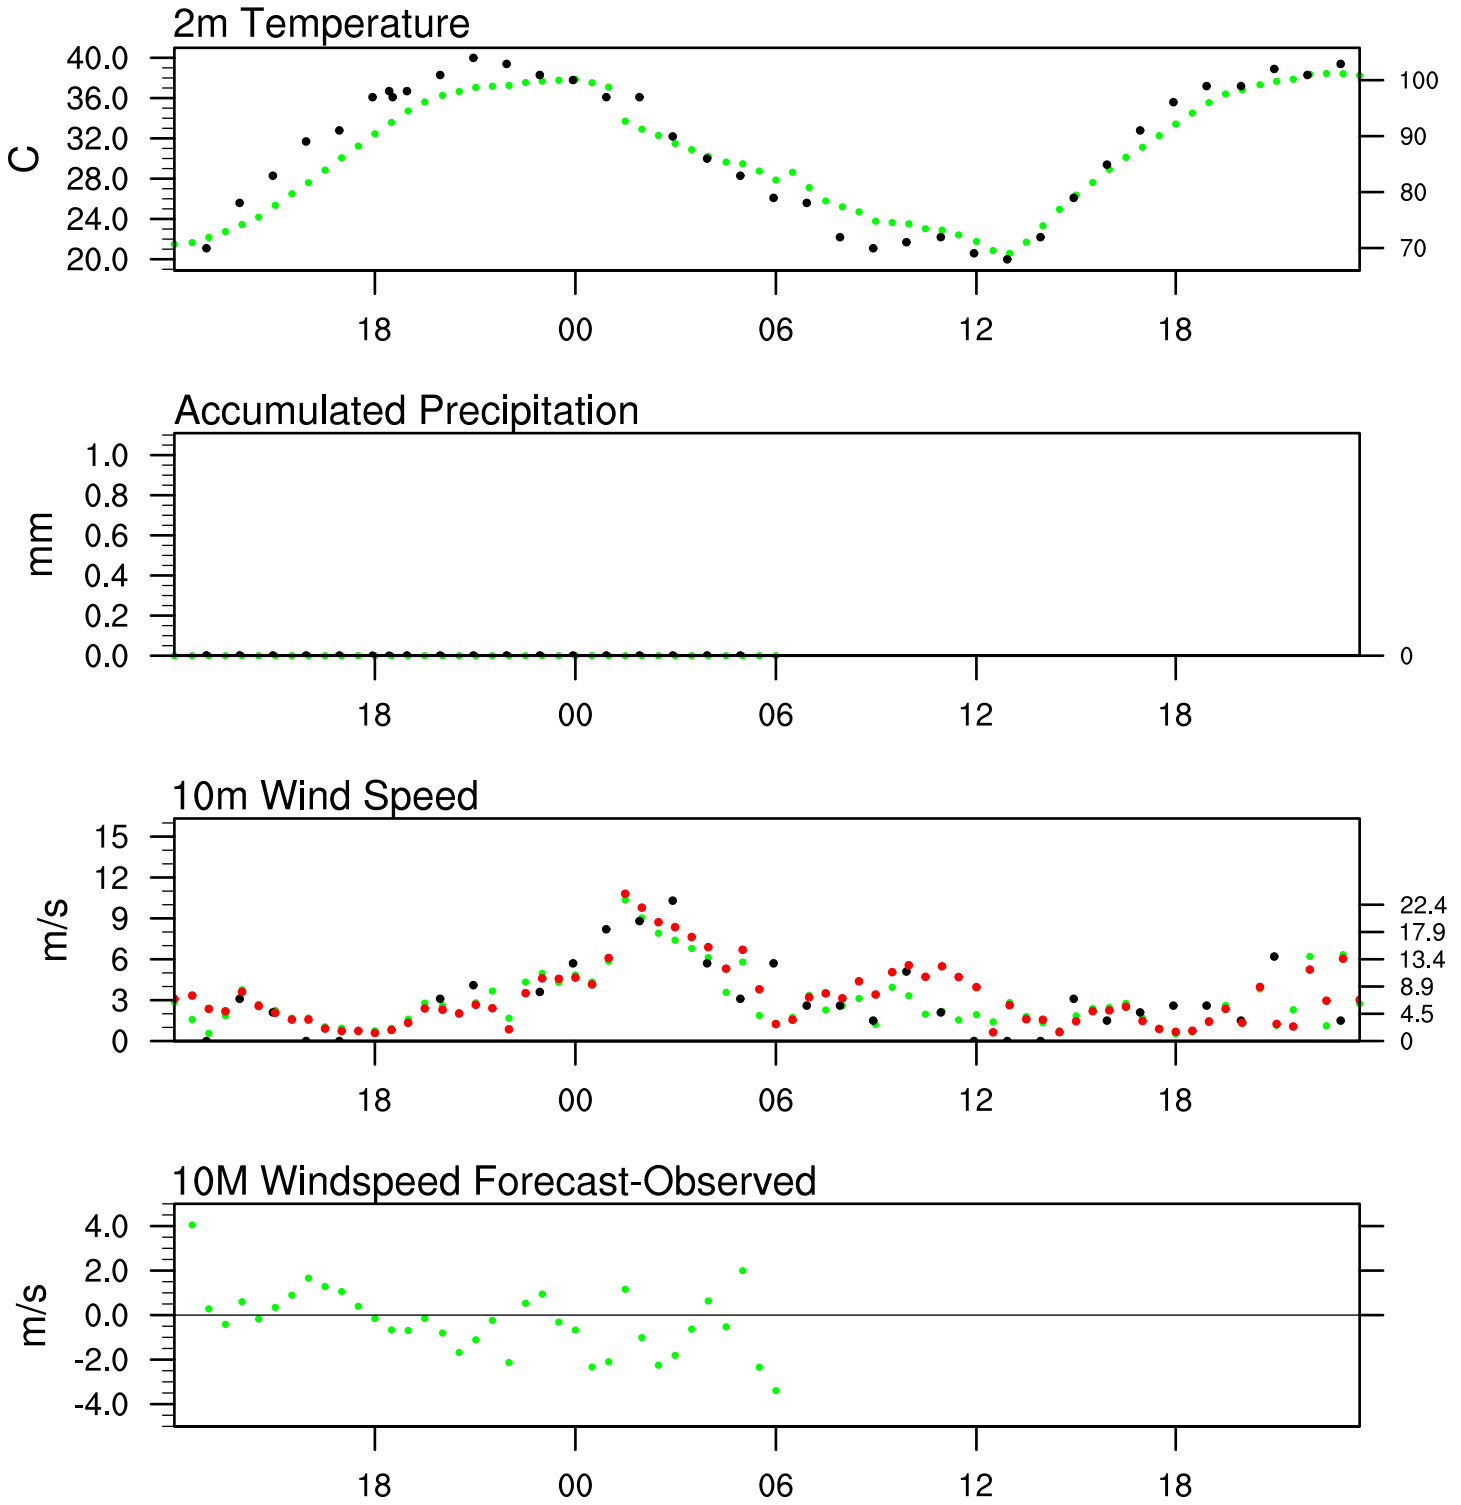 2m Temperature
40.0
36.0
32.0
28.0
24.0
20.0
C
100
90
80
70
18 00 06 12 18
Accumulated Precipitation
1.0
0.8
0.6
0.4
0.2
0.0
mm
0
18 00 06 12 18
10m Wind Speed
15
12
9
6
3
0
m/s
22.4
17.9
13.4
8.9
4.5
0
18 00 06 12 18
10M Windspeed Forecast-Observed
4.0
2.0
0.0
-2.0
-4.0
m/s
18 00 06 12 18